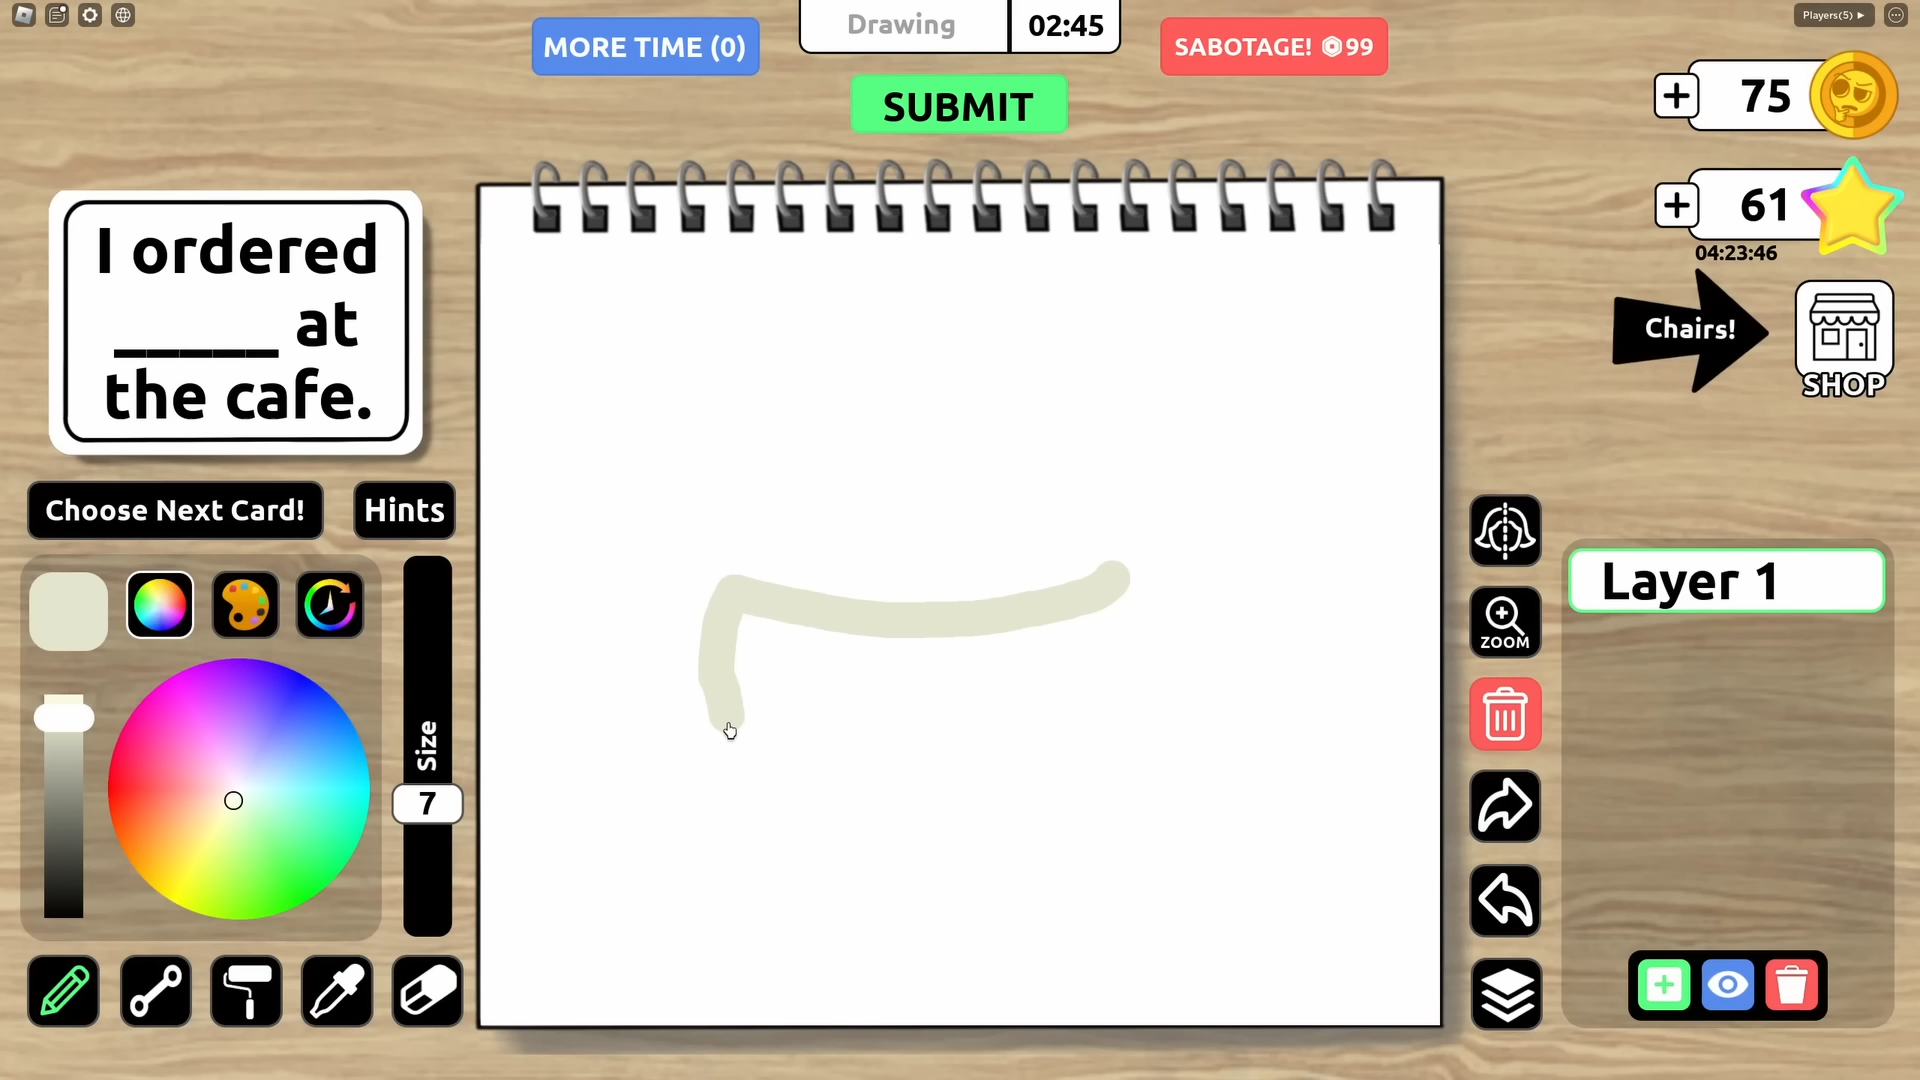 Players(5) ▶
MORE TIME (0)
Drawing
02:45
SABOTAGE! 99
SUBMIT
75
61
04:23:46
Chairs!
SHOP
I ordered
_____ at
the cafe.
Choose Next Card!
Hints
Size
7
ZOOM
Layer 1